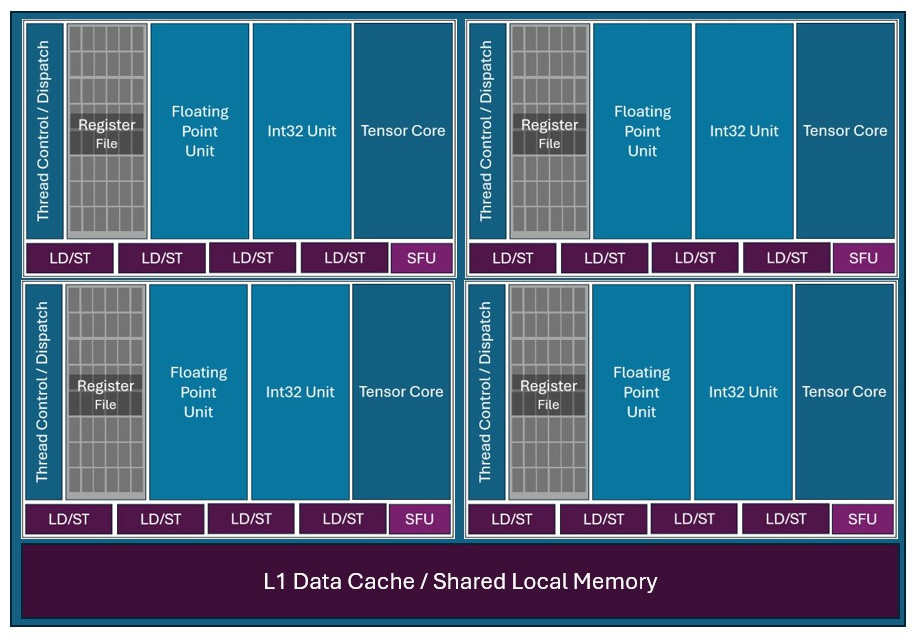 Thread Control / Dispatch
Register
File
Floating
Point
Unit
Int32 Unit
Tensor Core
LD/ST
LD/ST
LD/ST
LD/ST
SFU
Thread Control / Dispatch
Register
File
Floating
Point
Unit
Int32 Unit
Tensor Core
LD/ST
LD/ST
LD/ST
LD/ST
SFU
Thread Control / Dispatch
Register
File
Floating
Point
Unit
Int32 Unit
Tensor Core
LD/ST
LD/ST
LD/ST
LD/ST
SFU
Thread Control / Dispatch
Register
File
Floating
Point
Unit
Int32 Unit
Tensor Core
LD/ST
LD/ST
LD/ST
LD/ST
SFU
L1 Data Cache / Shared Local Memory